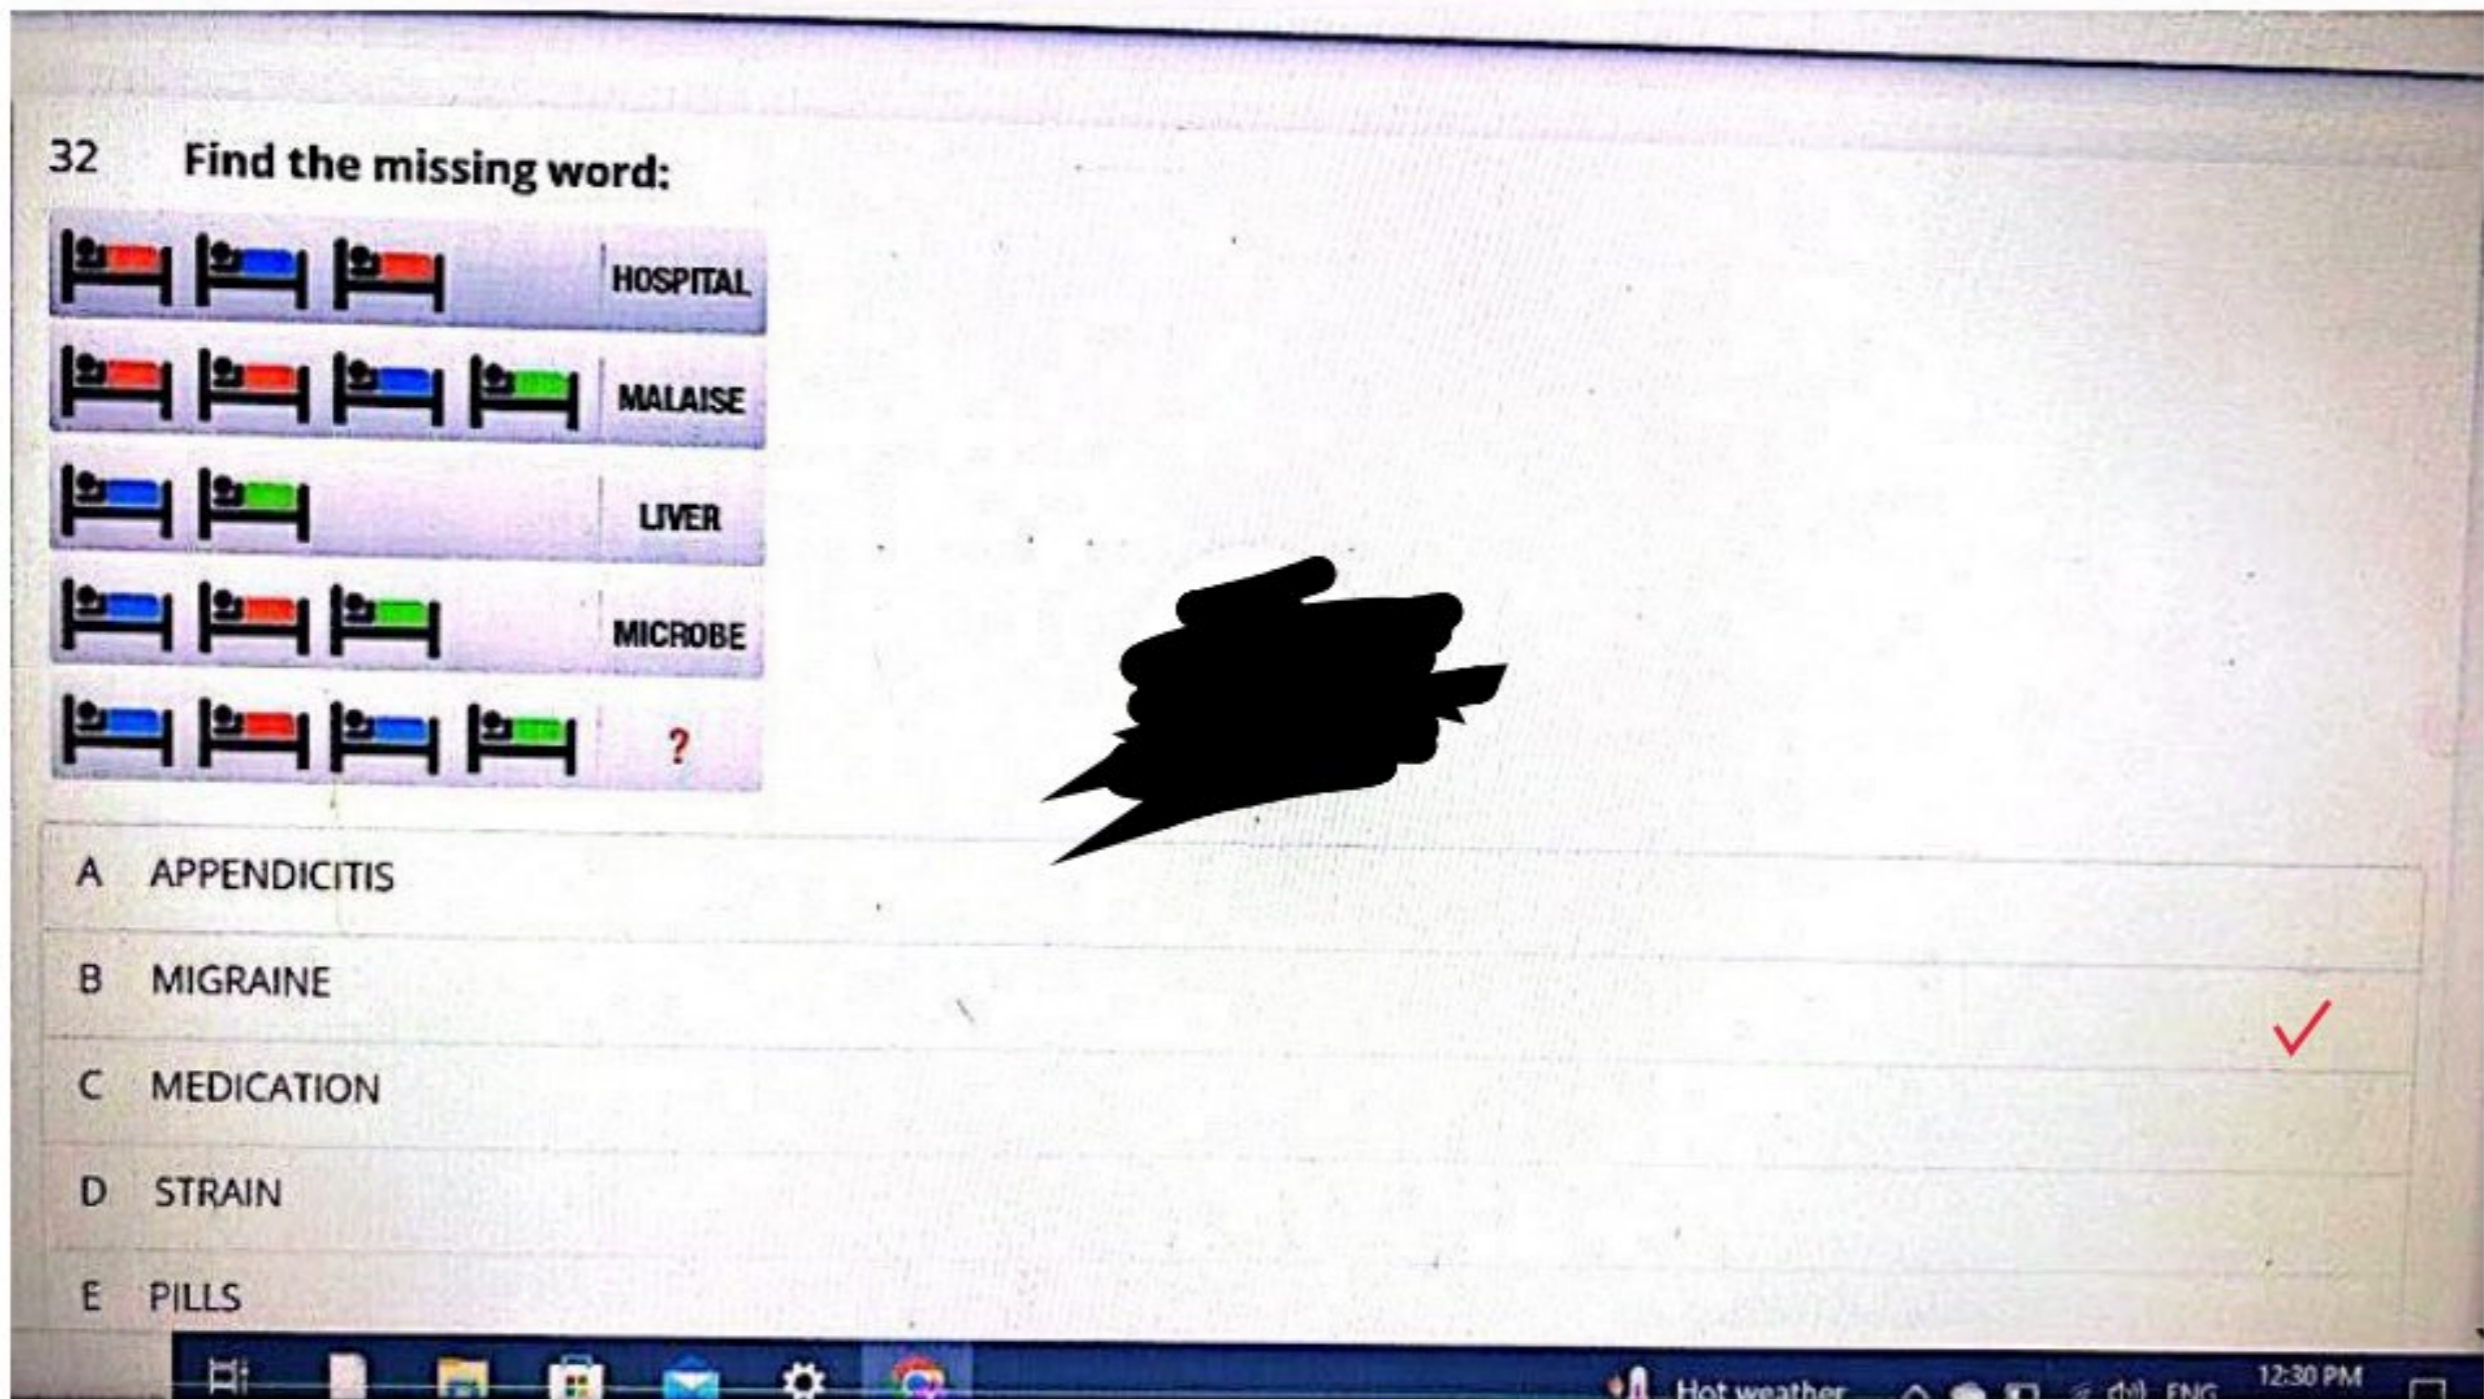 32 Find the missing word:
HOSPITAL
MALAISE
LIVER
MICROBE
?
A APPENDICITIS
B MIGRAINE
C MEDICATION
D STRAIN
E PILLS
Hot weather ENG 12:30 PM